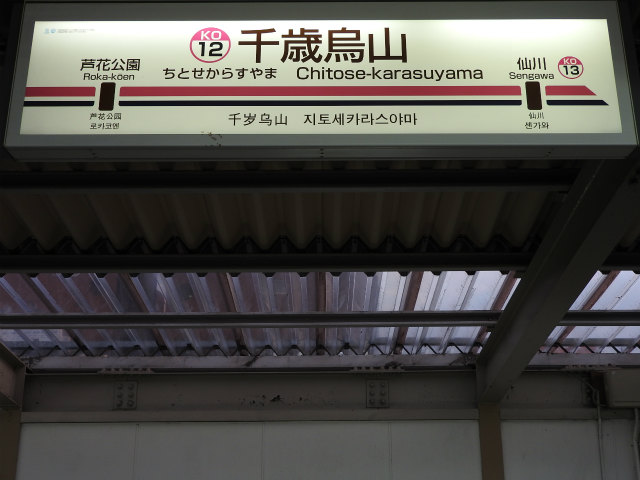 KO
12
千歳烏山
ちとせからすやま Chitose-karasuyama
芦花公園
Roka-kōen
仙川
Sengawa
KO
13
芦花公园
로카코엔
千岁乌山 지토세카라스야마
仙川
센가와